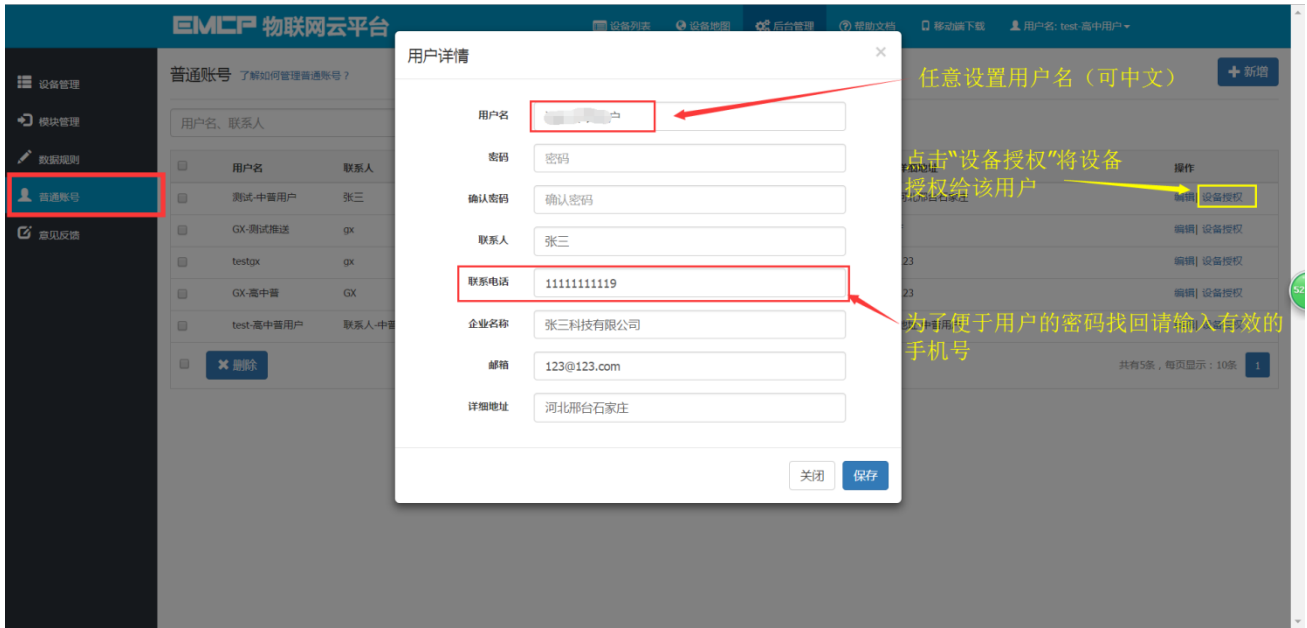 EMCP 物联网云平台
设备列表
设备地图
后台管理
帮助文档
移动端下载
用户名: test-高中用户
设备管理
模块管理
数据规则
普通账号
意见反馈
普通账号 了解如何管理普通账号？
新增
用户名、联系人
用户名 联系人 操作
测试-中普用户 张三 编辑| 设备授权
GX-测试推送 gx 编辑| 设备授权
testgx gx 23 编辑| 设备授权
GX-高中普 GX 23 编辑| 设备授权
test-高中普用户 联系人-中普
删除
共有5条，每页显示：10条 1
用户详情
×
用户名 户
密码 密码
确认密码 确认密码
联系人 张三
联系电话 11111111119
企业名称 张三科技有限公司
邮箱 123@123.com
详细地址 河北邢台石家庄
关闭
保存
任意设置用户名（可中文）
点击“设备授权”将设备
授权给该用户
为了便于用户的密码找回请输入有效的
手机号
52